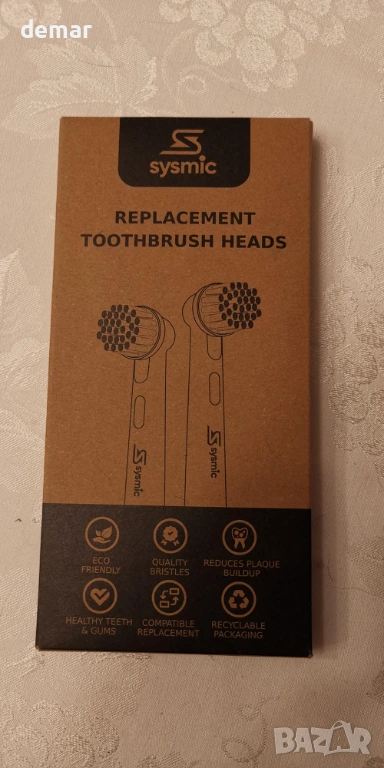 demar
sysmic
REPLACEMENT
TOOTHBRUSH HEADS
sysmic
sysmic
ECO
FRIENDLY
QUALITY
BRISTLES
REDUCES PLAQUE
BUILDUP
HEALTHY TEETH
& GUMS
COMPATIBLE
REPLACEMENT
RECYCLABLE
PACKAGING
BAZAR